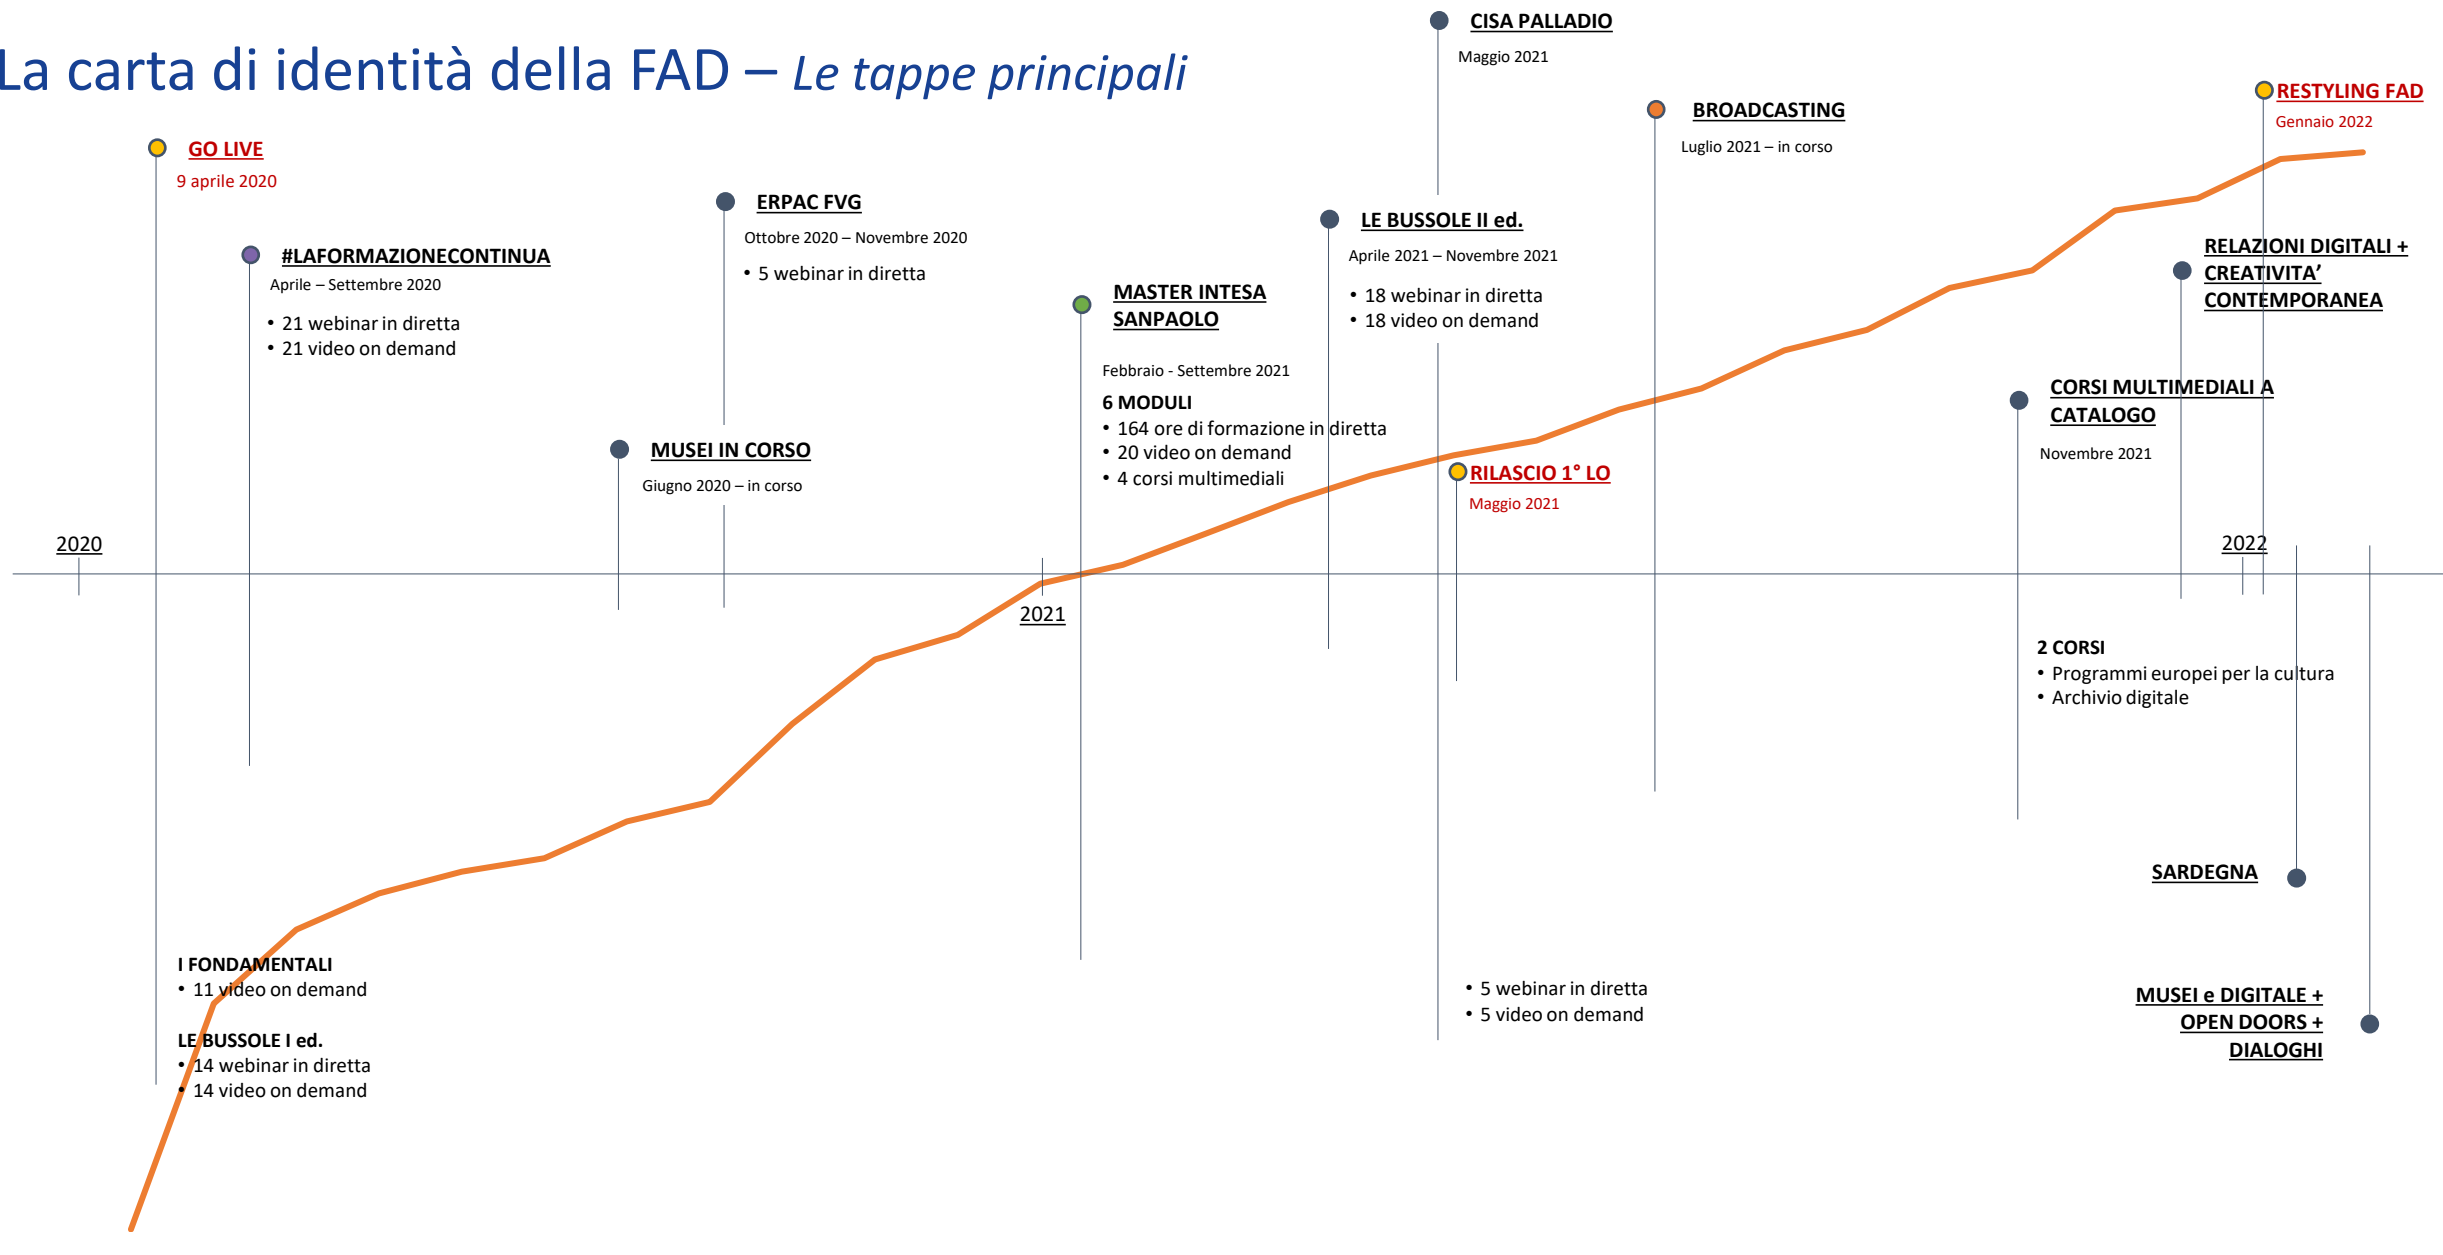 La carta di identità della FAD – Le tappe principali
CISA PALLADIO
Maggio 2021
RESTYLING FAD
Gennaio 2022
BROADCASTING
Luglio 2021 – in corso
GO LIVE
9 aprile 2020
ERPAC FVG
Ottobre 2020 – Novembre 2020
• 5 webinar in diretta
LE BUSSOLE II ed.
Aprile 2021 – Novembre 2021
• 18 webinar in diretta
• 18 video on demand
#LAFORMAZIONECONTINUA
Aprile – Settembre 2020
• 21 webinar in diretta
• 21 video on demand
RELAZIONI DIGITALI +
CREATIVITA’
CONTEMPORANEA
MASTER INTESA
SANPAOLO
Febbraio - Settembre 2021
6 MODULI
• 164 ore di formazione in diretta
• 20 video on demand
• 4 corsi multimediali
CORSI MULTIMEDIALI A
CATALOGO
Novembre 2021
MUSEI IN CORSO
Giugno 2020 – in corso
RILASCIO 1° LO
Maggio 2021
2020
2021
2022
2 CORSI
• Programmi europei per la cultura
• Archivio digitale
SARDEGNA
I FONDAMENTALI
• 11 video on demand
LE BUSSOLE I ed.
• 14 webinar in diretta
• 14 video on demand
• 5 webinar in diretta
• 5 video on demand
MUSEI e DIGITALE +
OPEN DOORS +
DIALOGHI